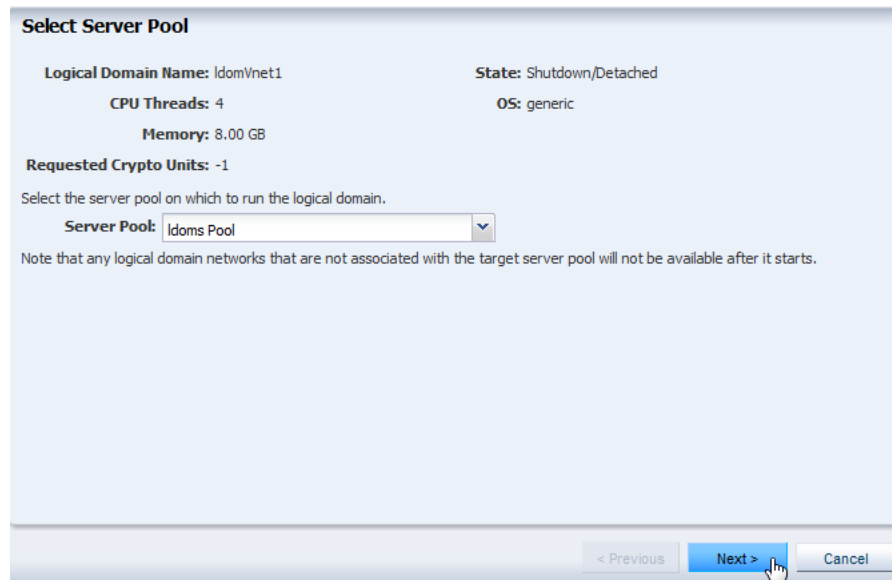 Select Server Pool
Logical Domain Name: ldomVnet1 State: Shutdown/Detached
CPU Threads: 4 OS: generic
Memory: 8.00 GB
Requested Crypto Units: -1
Select the server pool on which to run the logical domain.
Server Pool: ldoms Pool
Note that any logical domain networks that are not associated with the target server pool will not be available after it starts.
< Previous Next > Cancel